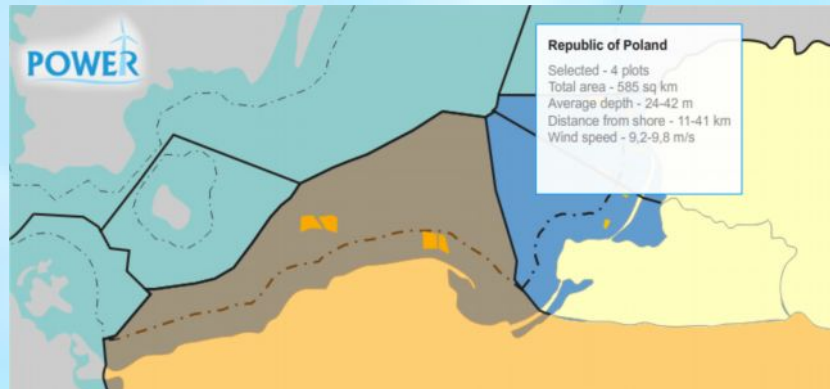 POWER
Republic of Poland
Selected - 4 plots
Total area - 585 sq km
Average depth - 24-42 m
Distance from shore - 11-41 km
Wind speed - 9,2-9,8 m/s